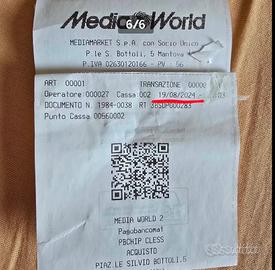 MediaWorld
6/6
MEDIAMARKET S.p.A. con Socio Unico
P.le S. Bottoli, 5 Mantova
P.IVA 02630120166 - PV : 56
ART 00001 TRANSAZIONE
Operatore 000027 Cassa 002 19/08/2024 -
DOCUMENTO N. 1984-0038 RT
Punto Cassa 00560002
MEDIA WORLD 2
Pagobancomat
PBCHIP CLESS
ACQUISTO
PIAZ.LE SILVIO BOTTOLI.5
subito